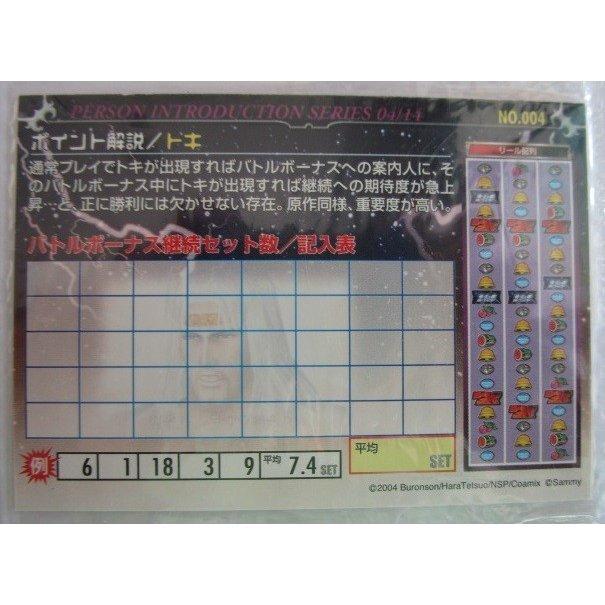 PERSON INTRODUCTION SERIES 04/14
NO.004
ポイント解説/トキ
通常プレイでトキが出現すればバトルボーナスへの案内人に、そ
のバトルボーナス中にトキが出現すれば継続への期待度が急上
昇…と、正に勝利には欠かせない存在。原作同様、重要度が高い。
リール配列
バトルボーナス継続セット数/記入表
例 6 1 18 3 9 平均 7.4 SET
平均 SET
©2004 Buronson/HaraTetsuo/NSP/Coamix ©Sammy